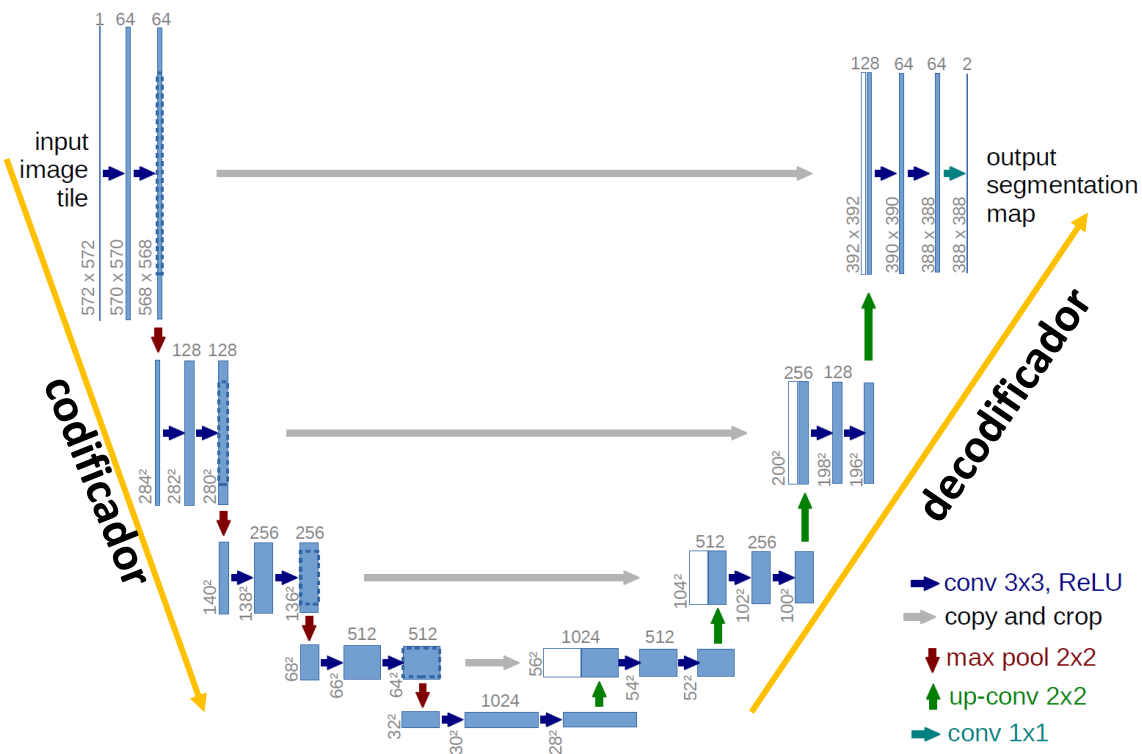 1 64 64
128 64 64 2
input
image
tile
output
segmentation
map
572 x 572
570 x 570
568 x 568
392 x 392
390 x 390
388 x 388
388 x 388
codificador
decodificador
128 128
256 128
284²
282²
280²
200²
198²
196²
256 256
512 256
140²
138²
136²
104²
102²
100²
512 512
1024 512
68²
66²
64²
56²
54²
52²
1024
32²
30²
28²
conv 3x3, ReLU
copy and crop
max pool 2x2
up-conv 2x2
conv 1x1